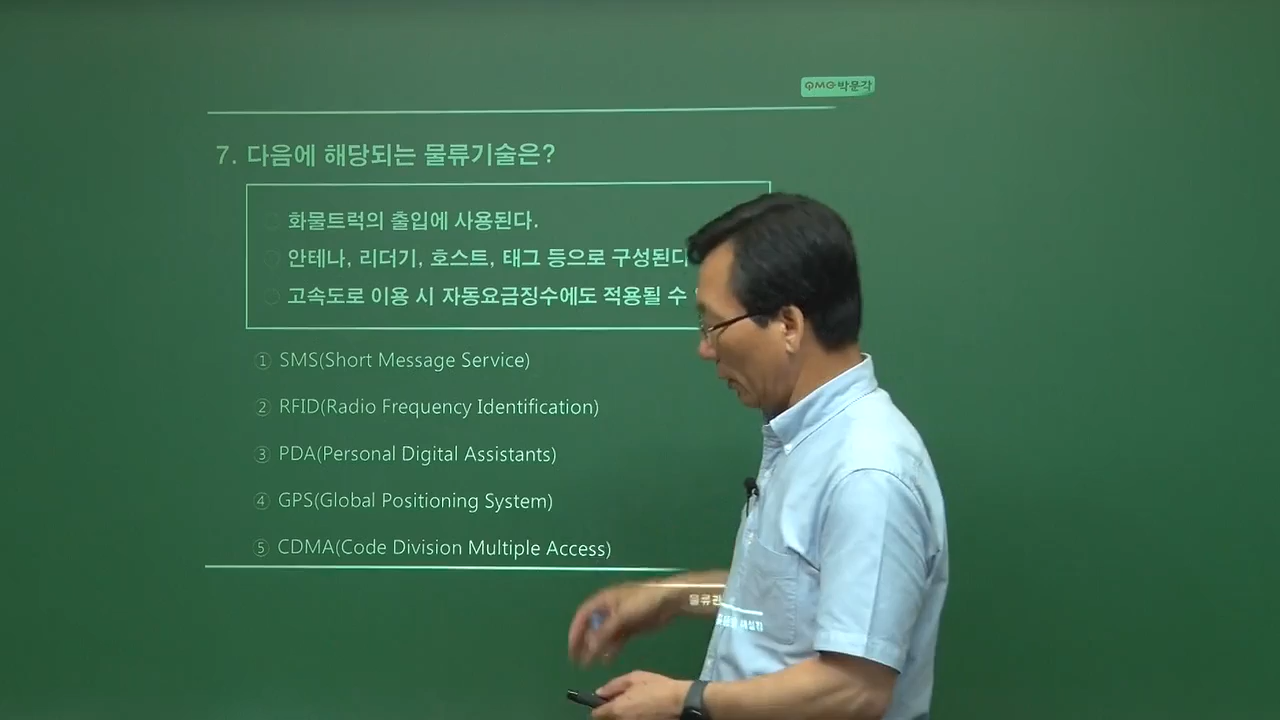 QMG 박문각
7. 다음에 해당되는 물류기술은?
화물트럭의 출입에 사용된다.
안테나, 리더기, 호스트, 태그 등으로 구성된다
고속도로 이용 시 자동요금징수에도 적용될 수
① SMS(Short Message Service)
② RFID(Radio Frequency Identification)
③ PDA(Personal Digital Assistants)
④ GPS(Global Positioning System)
⑤ CDMA(Code Division Multiple Access)